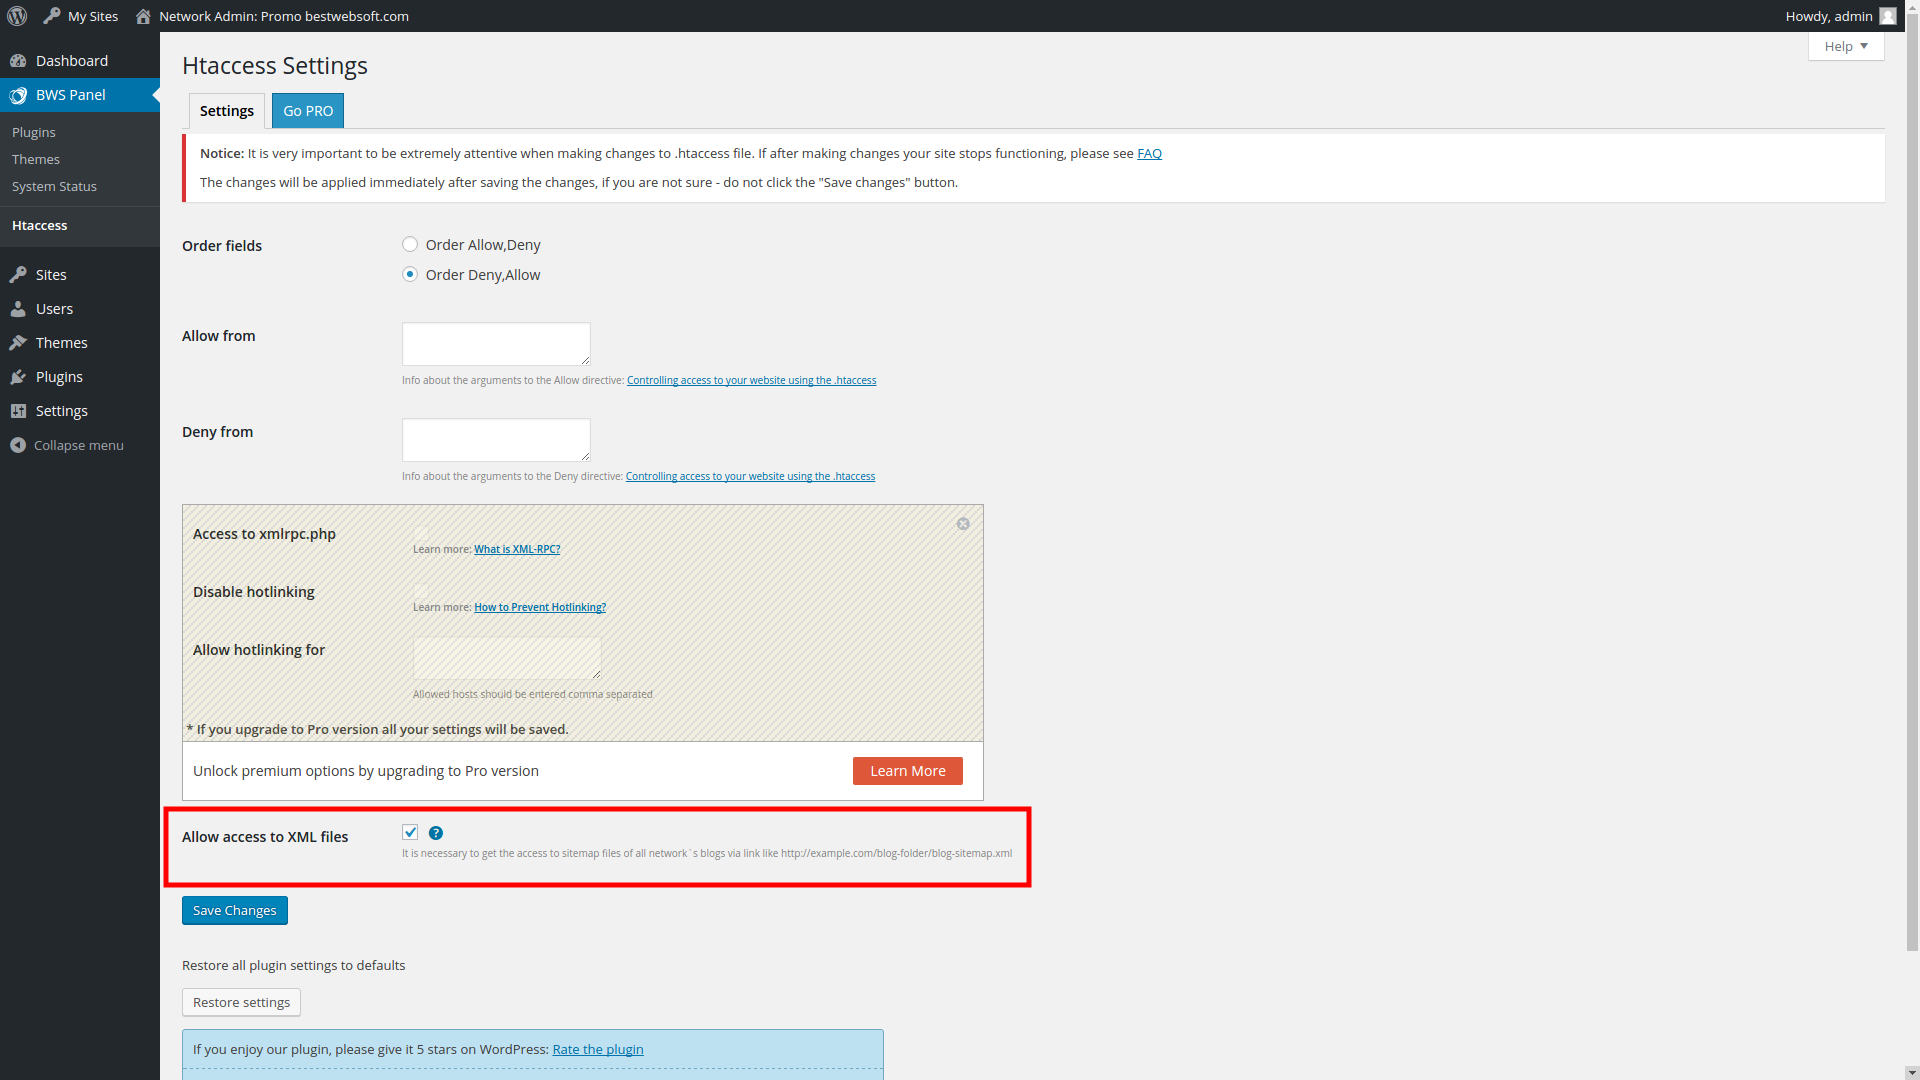 My Sites
Network Admin: Promo bestwebsoft.com
Howdy, admin
Help
Dashboard
BWS Panel
Plugins
Themes
System Status
Htaccess
Sites
Users
Themes
Plugins
Settings
Collapse menu
Htaccess Settings
Settings
Go PRO
Notice: It is very important to be extremely attentive when making changes to .htaccess file. If after making changes your site stops functioning, please see FAQ
The changes will be applied immediately after saving the changes, if you are not sure - do not click the "Save changes" button.
Order fields
Order Allow,Deny
Order Deny,Allow
Allow from
Info about the arguments to the Allow directive: Controlling access to your website using the .htaccess
Deny from
Info about the arguments to the Deny directive: Controlling access to your website using the .htaccess
Access to xmlrpc.php
Learn more: What is XML-RPC?
Disable hotlinking
Learn more: How to Prevent Hotlinking?
Allow hotlinking for
Allowed hosts should be entered comma separated
* If you upgrade to Pro version all your settings will be saved.
Unlock premium options by upgrading to Pro version
Learn More
Allow access to XML files
?
It is necessary to get the access to sitemap files of all network`s blogs via link like http://example.com/blog-folder/blog-sitemap.xml
Save Changes
Restore all plugin settings to defaults
Restore settings
If you enjoy our plugin, please give it 5 stars on WordPress: Rate the plugin